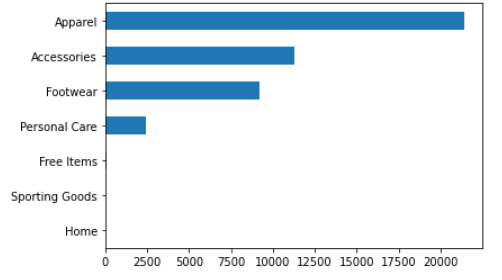 Apparel
Accessories
Footwear
Personal Care
Free Items
Sporting Goods
Home
0 2500 5000 7500 10000 12500 15000 17500 20000